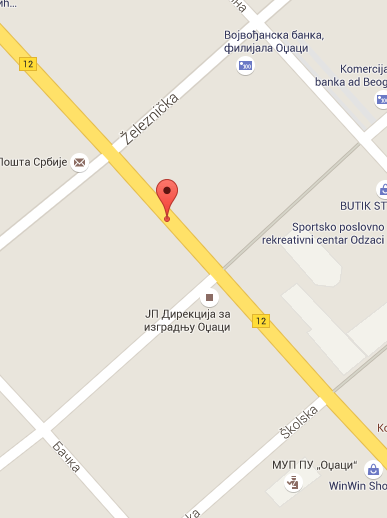 12
Војвођанска банка,
филијала Оџаци
Komercija
banka ad Beog
Železnička
Пошта Србије
BUTIK ST
Sportsko poslovno
rekreativni centar Odzaci
ЈП Дирекција за
изградњу Оџаци
12
Školska
Бачка
МУП ПУ „Оџаци“
WinWin Sho